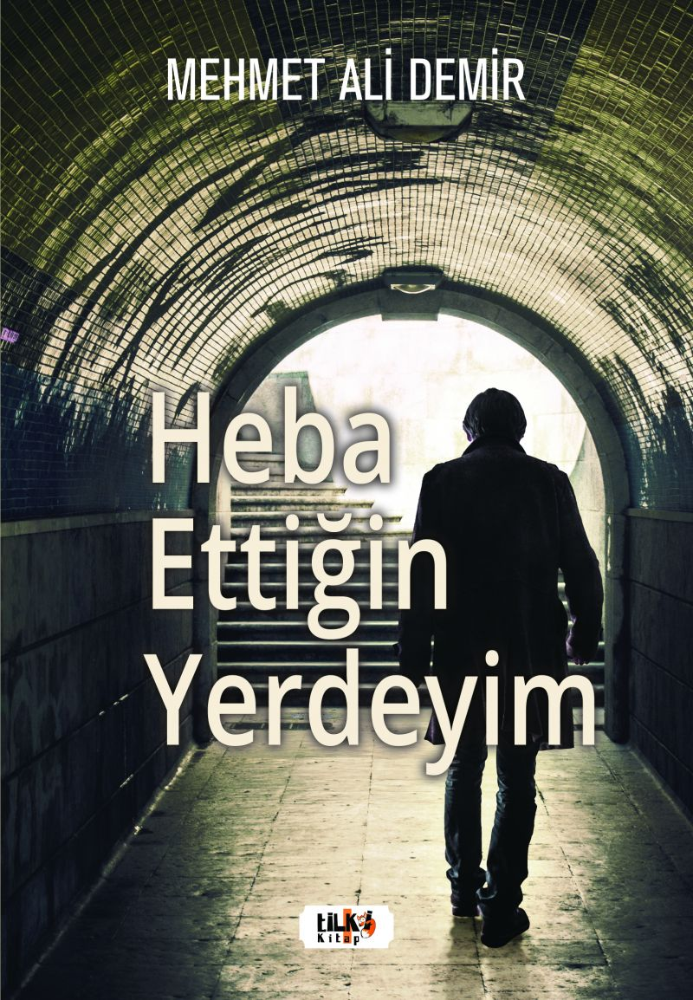 MEHMET ALİ DEMİR
Heba
Ettiğin
Yerdeyim
tilki
Kitap